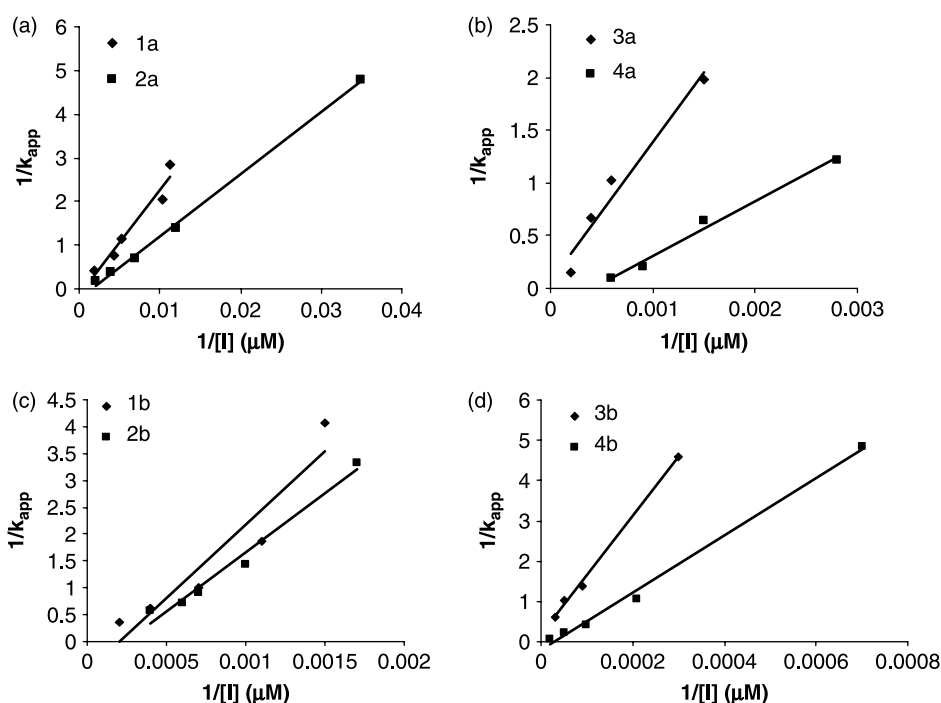 (a)
1a
2a
1/k_app
6
5
4
3
2
1
0
0 0.01 0.02 0.03 0.04
1/[I] (μM)
(b)
3a
4a
1/k_app
2.5
2
1.5
1
0.5
0
0 0.001 0.002 0.003
1/[I] (μM)
(c)
1b
2b
1/k_app
4.5
4
3.5
3
2.5
2
1.5
1
0.5
0
0 0.0005 0.001 0.0015 0.002
1/[I] (μM)
(d)
3b
4b
1/k_app
6
5
4
3
2
1
0
0 0.0002 0.0004 0.0006 0.0008
1/[I] (μM)